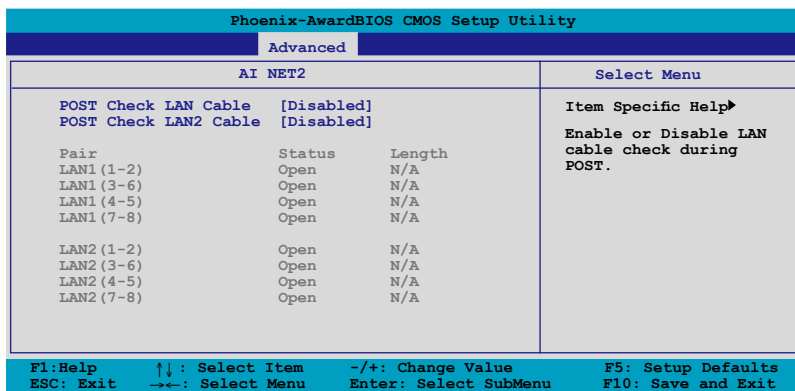 Phoenix-AwardBIOS CMOS Setup Utility
Advanced
AI NET2
Select Menu
POST Check LAN Cable [Disabled]
POST Check LAN2 Cable [Disabled]
Pair Status Length
LAN1(1-2) Open N/A
LAN1(3-6) Open N/A
LAN1(4-5) Open N/A
LAN1(7-8) Open N/A
LAN2(1-2) Open N/A
LAN2(3-6) Open N/A
LAN2(4-5) Open N/A
LAN2(7-8) Open N/A
Item Specific Help▶
Enable or Disable LAN
cable check during
POST.
F1:Help ↑↓ : Select Item -/+: Change Value F5: Setup Defaults
ESC: Exit →←: Select Menu Enter: Select SubMenu F10: Save and Exit